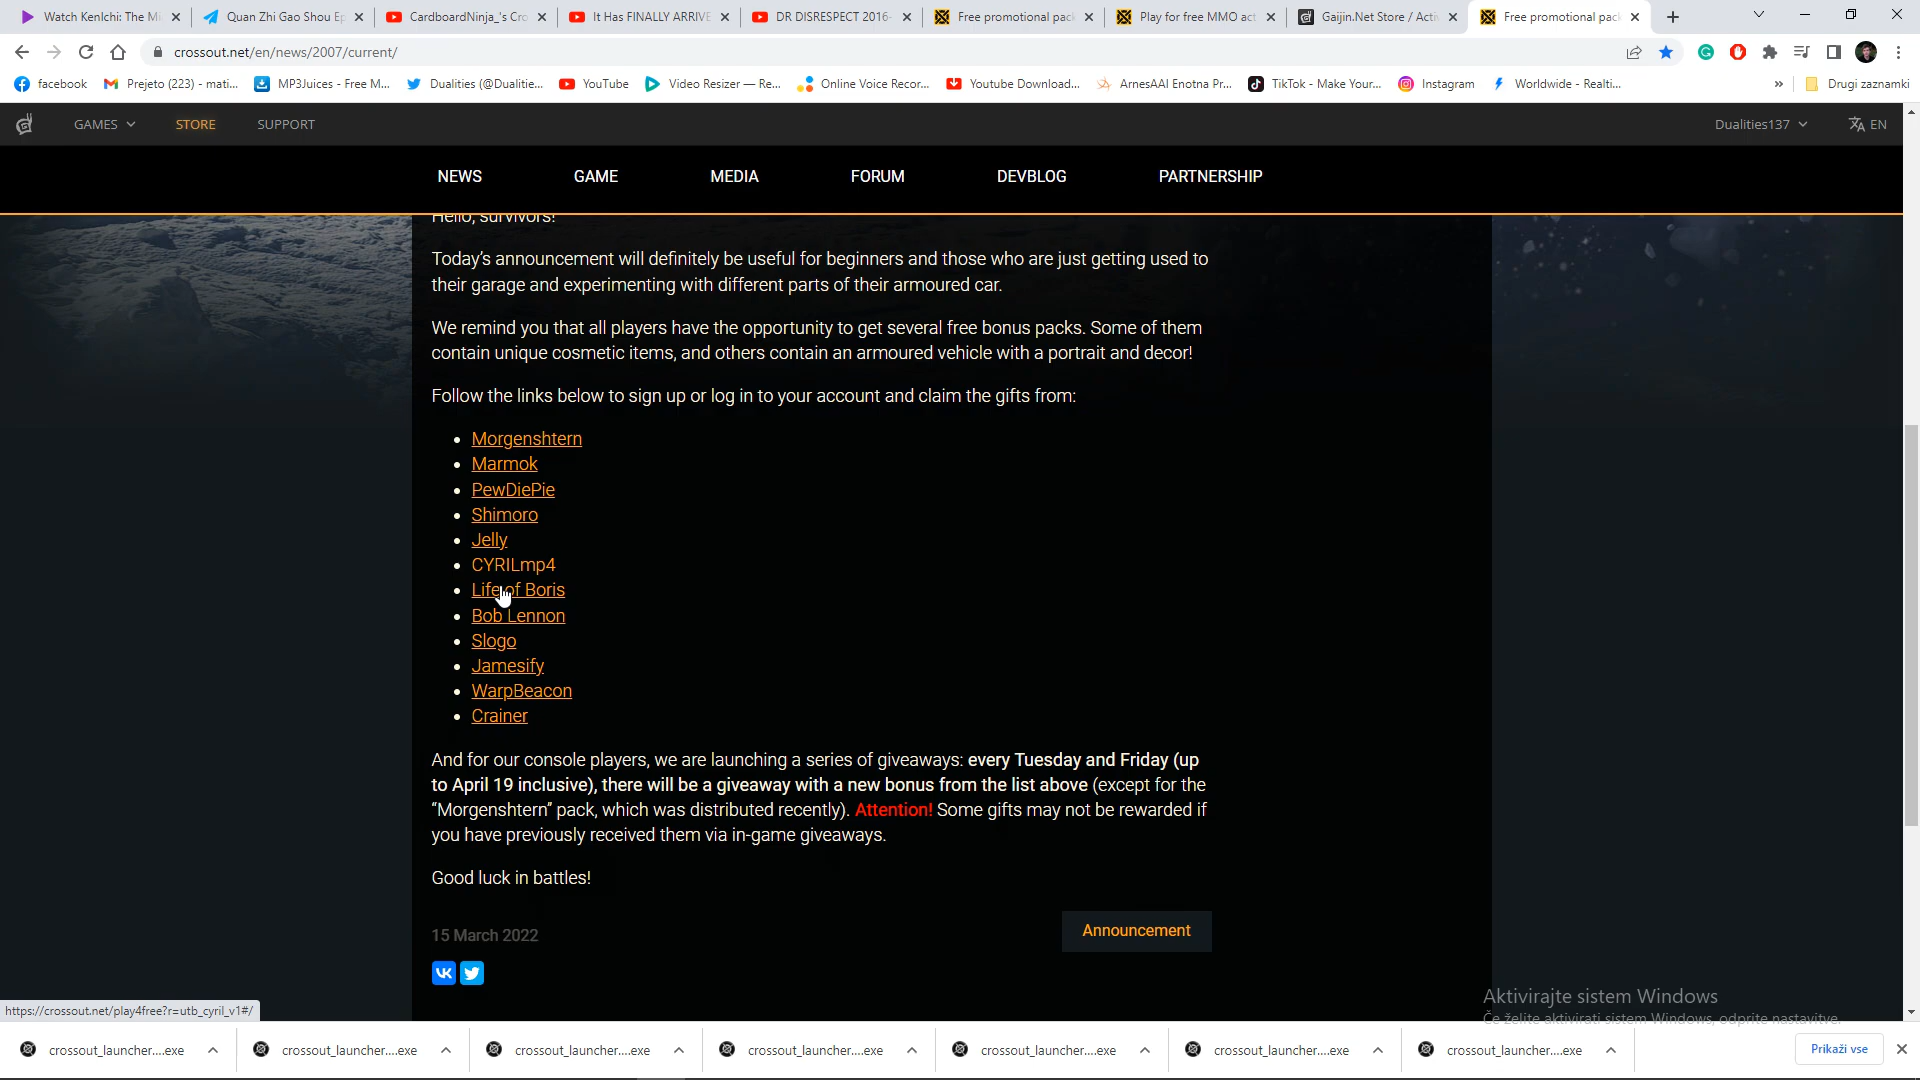 Watch KenIchi: The Mi
Quan Zhi Gao Shou Ep
CardboardNinja_'s Cro
It Has FINALLY ARRIVE
DR DISRESPECT 2016-
Free promotional pack
Play for free MMO act
Gaijin.Net Store / Activ
Free promotional pack
crossout.net/en/news/2007/current/
facebook
Prejeto (223) - mati...
MP3Juices - Free M...
Dualities (@Dualitie...
YouTube
Video Resizer — Re...
Online Voice Recor...
Youtube Download...
ArnesAAI Enotna Pr...
TikTok - Make Your...
Instagram
Worldwide - Realti...
»
Drugi zaznamki
GAMES
STORE
SUPPORT
Dualities137
EN
NEWS
GAME
MEDIA
FORUM
DEVBLOG
PARTNERSHIP
Hello, survivors!
Today's announcement will definitely be useful for beginners and those who are just getting used to
their garage and experimenting with different parts of their armoured car.
We remind you that all players have the opportunity to get several free bonus packs. Some of them
contain unique cosmetic items, and others contain an armoured vehicle with a portrait and decor!
Follow the links below to sign up or log in to your account and claim the gifts from:
• Morgenshtern
• Marmok
• PewDiePie
• Shimoro
• Jelly
• CYRILmp4
• Life of Boris
• Bob Lennon
• Slogo
• Jamesify
• WarpBeacon
• Crainer
And for our console players, we are launching a series of giveaways: every Tuesday and Friday (up
to April 19 inclusive), there will be a giveaway with a new bonus from the list above (except for the
"Morgenshtern" pack, which was distributed recently). Attention! Some gifts may not be rewarded if
you have previously received them via in-game giveaways.
Good luck in battles!
15 March 2022
Announcement
Aktivirajte sistem Windows
Če želite aktivirati sistem Windows, odprite nastavitve.
https://crossout.net/play4free?r=utb_cyril_v1#/
crossout_launcher....exe
crossout_launcher....exe
crossout_launcher....exe
crossout_launcher....exe
crossout_launcher....exe
crossout_launcher....exe
crossout_launcher....exe
Prikaži vse